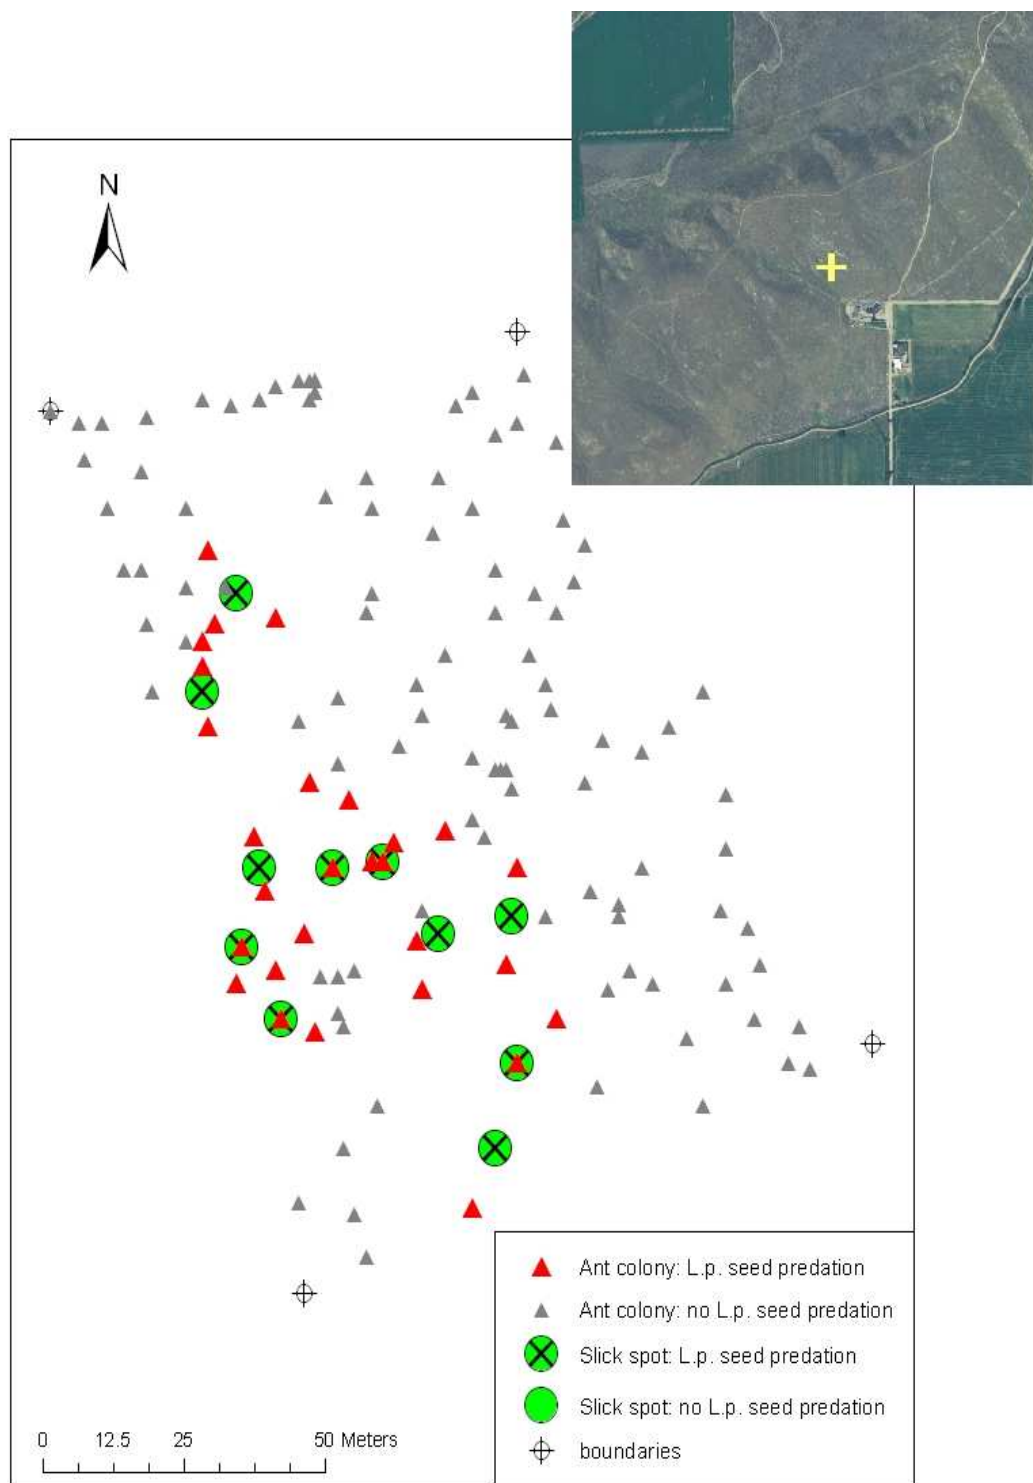 N
Ant colony: L.p. seed predation
Ant colony: no L.p. seed predation
Slick spot: L.p. seed predation
Slick spot: no L.p. seed predation
boundaries
0 12.5 25 50 Meters